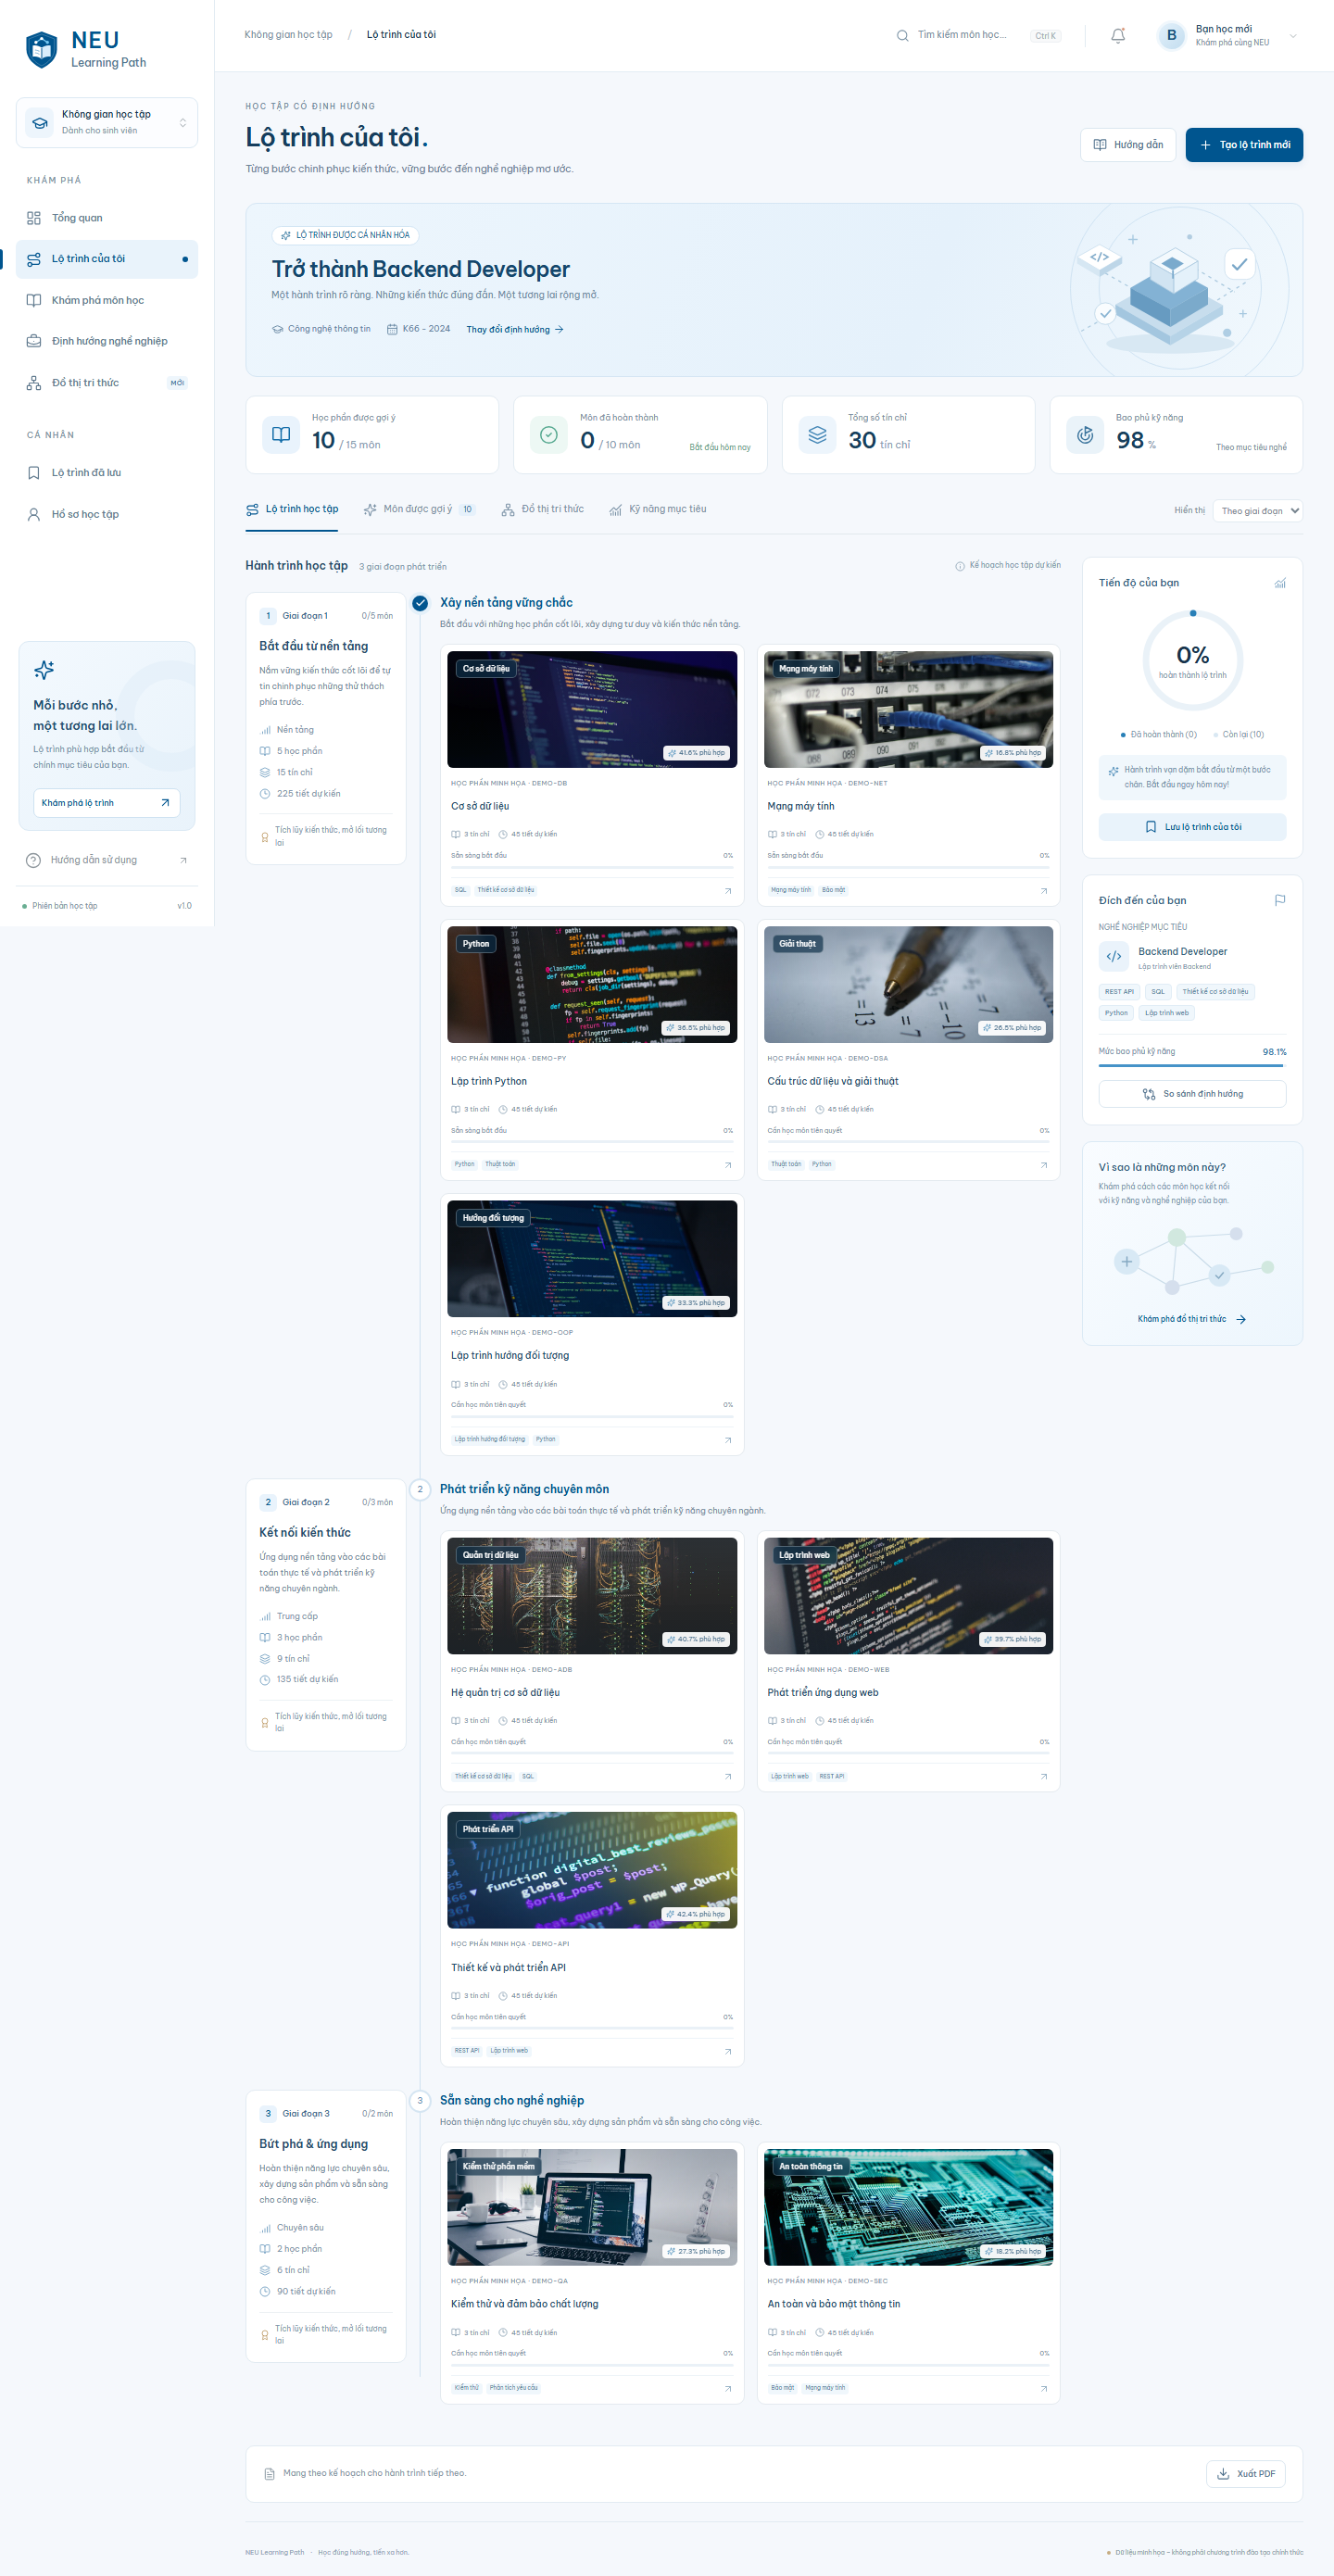 NEU
Learning Path
Không gian học tập
Dành cho sinh viên
KHÁM PHÁ
Tổng quan
Lộ trình của tôi
Khám phá môn học
Định hướng nghề nghiệp
Đồ thị tri thức
MỚI
CÁ NHÂN
Lộ trình đã lưu
Hồ sơ học tập
Mỗi bước nhỏ,
một tương lai lớn.
Lộ trình phù hợp bắt đầu từ
chính mục tiêu của bạn.
Khám phá lộ trình
Hướng dẫn sử dụng
Phiên bản học tập v1.0
Không gian học tập / Lộ trình của tôi
Tìm kiếm môn học... Ctrl K
B
Bạn học mới
Khám phá cùng NEU
HỌC TẬP CÓ ĐỊNH HƯỚNG
Lộ trình của tôi.
Từng bước chinh phục kiến thức, vững bước đến nghề nghiệp mơ ước.
Hướng dẫn
Tạo lộ trình mới
LỘ TRÌNH ĐƯỢC CÁ NHÂN HÓA
Trở thành Backend Developer
Một hành trình rõ ràng. Những kiến thức đúng đắn. Một tương lai rộng mở.
Công nghệ thông tin K66 - 2024 Thay đổi định hướng
</>
Học phần được gợi ý
10 / 15 môn
Môn đã hoàn thành
0 / 10 môn
Bắt đầu hôm nay
Tổng số tín chỉ
30 tín chỉ
Bao phủ kỹ năng
98 %
Theo mục tiêu nghề
Lộ trình học tập
Môn được gợi ý 10
Đồ thị tri thức
Kỹ năng mục tiêu
Hiển thị Theo giai đoạn
Hành trình học tập 3 giai đoạn phát triển
Kế hoạch học tập dự kiến
1 Giai đoạn 1 0/5 môn
Bắt đầu từ nền tảng
Nắm vững kiến thức cốt lõi để tự
tin chinh phục những thử thách
phía trước.
Nền tảng
5 học phần
15 tín chỉ
225 tiết dự kiến
Tích lũy kiến thức, mở lối tương
lai
Xây nền tảng vững chắc
Bắt đầu với những học phần cốt lõi, xây dựng tư duy và kiến thức nền tảng.
Cơ sở dữ liệu
41.6% phù hợp
HỌC PHẦN MINH HỌA · DEMO-DB
Cơ sở dữ liệu
3 tín chỉ 45 tiết dự kiến
Sẵn sàng bắt đầu 0%
SQL Thiết kế cơ sở dữ liệu
Mạng máy tính
072 073 074 075
088 089 090 091
16.8% phù hợp
HỌC PHẦN MINH HỌA · DEMO-NET
Mạng máy tính
3 tín chỉ 45 tiết dự kiến
Sẵn sàng bắt đầu 0%
Mạng máy tính Bảo mật
Python
36.5% phù hợp
HỌC PHẦN MINH HỌA · DEMO-PY
Lập trình Python
3 tín chỉ 45 tiết dự kiến
Sẵn sàng bắt đầu 0%
Python Thuật toán
Giải thuật
26.5% phù hợp
HỌC PHẦN MINH HỌA · DEMO-DSA
Cấu trúc dữ liệu và giải thuật
3 tín chỉ 45 tiết dự kiến
Cần học môn tiên quyết 0%
Thuật toán Python
Hướng đối tượng
33.3% phù hợp
HỌC PHẦN MINH HỌA · DEMO-OOP
Lập trình hướng đối tượng
3 tín chỉ 45 tiết dự kiến
Cần học môn tiên quyết 0%
Lập trình hướng đối tượng Python
2 Giai đoạn 2 0/3 môn
Kết nối kiến thức
Ứng dụng nền tảng vào các bài
toán thực tế và phát triển kỹ
năng chuyên ngành.
Trung cấp
3 học phần
9 tín chỉ
135 tiết dự kiến
Tích lũy kiến thức, mở lối tương
lai
2
Phát triển kỹ năng chuyên môn
Ứng dụng nền tảng vào các bài toán thực tế và phát triển kỹ năng chuyên ngành.
Quản trị dữ liệu
40.7% phù hợp
HỌC PHẦN MINH HỌA · DEMO-ADB
Hệ quản trị cơ sở dữ liệu
3 tín chỉ 45 tiết dự kiến
Cần học môn tiên quyết 0%
Thiết kế cơ sở dữ liệu SQL
Lập trình web
39.7% phù hợp
HỌC PHẦN MINH HỌA · DEMO-WEB
Phát triển ứng dụng web
3 tín chỉ 45 tiết dự kiến
Cần học môn tiên quyết 0%
Lập trình web REST API
Phát triển API
function digital_best_reviews_posts
global $post;
$orig_post = $post;
$cat_query1 = new WP_Query(
42.4% phù hợp
HỌC PHẦN MINH HỌA · DEMO-API
Thiết kế và phát triển API
3 tín chỉ 45 tiết dự kiến
Cần học môn tiên quyết 0%
REST API Lập trình web
3 Giai đoạn 3 0/2 môn
Bứt phá & ứng dụng
Hoàn thiện năng lực chuyên sâu,
xây dựng sản phẩm và sẵn sàng
cho công việc.
Chuyên sâu
2 học phần
6 tín chỉ
90 tiết dự kiến
Tích lũy kiến thức, mở lối tương
lai
3
Sẵn sàng cho nghề nghiệp
Hoàn thiện năng lực chuyên sâu, xây dựng sản phẩm và sẵn sàng cho công việc.
Kiểm thử phần mềm
27.3% phù hợp
HỌC PHẦN MINH HỌA · DEMO-QA
Kiểm thử và đảm bảo chất lượng
3 tín chỉ 45 tiết dự kiến
Cần học môn tiên quyết 0%
Kiểm thử Phân tích yêu cầu
An toàn thông tin
18.2% phù hợp
HỌC PHẦN MINH HỌA · DEMO-SEC
An toàn và bảo mật thông tin
3 tín chỉ 45 tiết dự kiến
Cần học môn tiên quyết 0%
Bảo mật Mạng máy tính
Tiến độ của bạn
0%
hoàn thành lộ trình
Đã hoàn thành (0) Còn lại (10)
Hành trình vạn dặm bắt đầu từ một bước
chân. Bắt đầu ngay hôm nay!
Lưu lộ trình của tôi
Đích đến của bạn
NGHỀ NGHIỆP MỤC TIÊU
Backend Developer
Lập trình viên Backend
REST API SQL Thiết kế cơ sở dữ liệu
Python Lập trình web
Mức bao phủ kỹ năng 98.1%
So sánh định hướng
Vì sao là những môn này?
Khám phá cách các môn học kết nối
với kỹ năng và nghề nghiệp của bạn.
Khám phá đồ thị tri thức
Mang theo kế hoạch cho hành trình tiếp theo.
Xuất PDF
NEU Learning Path · Học đúng hướng, tiến xa hơn.
Dữ liệu minh họa – không phải chương trình đào tạo chính thức